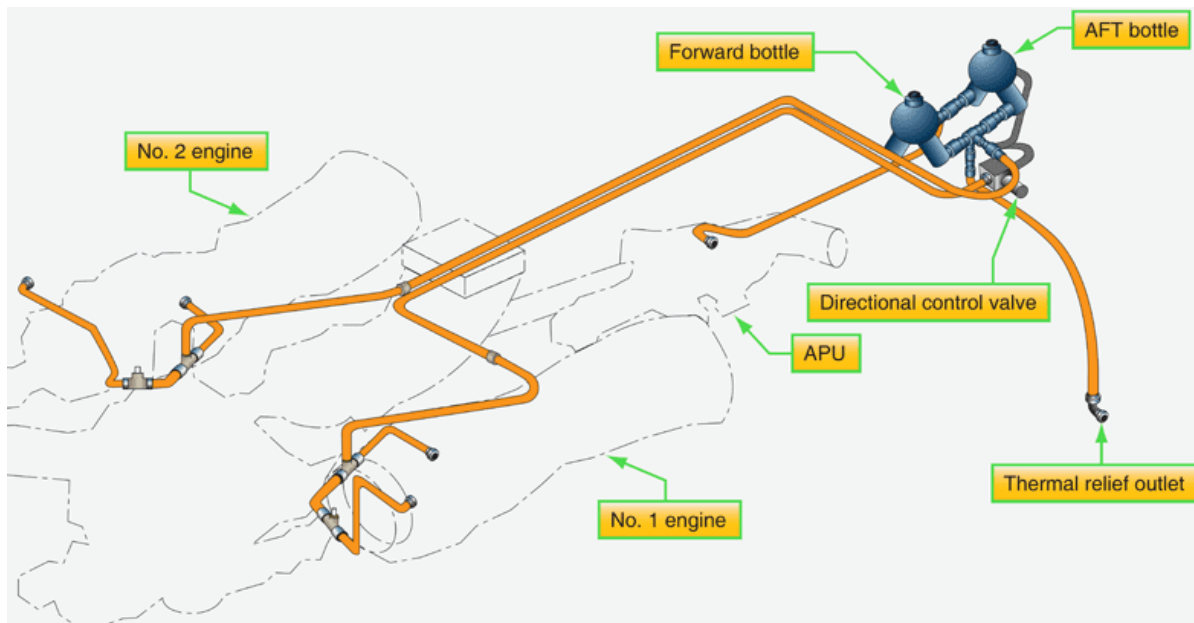 AFT bottle
Forward bottle
No. 2 engine
Directional control valve
APU
Thermal relief outlet
No. 1 engine